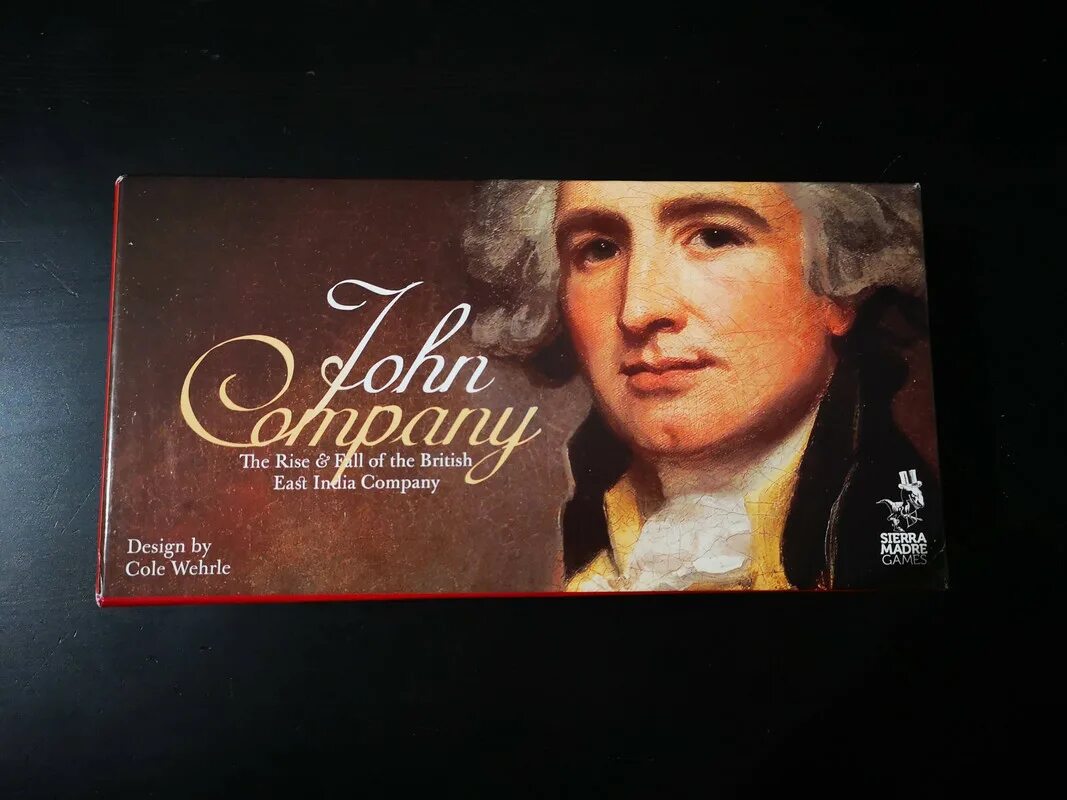 John
Company
The Rise & Fall of the British
East India Company
Design by
Cole Wehrle
SIERRA
MADRE
GAMES